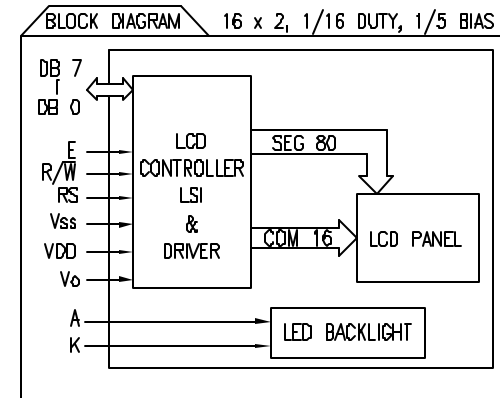 BLOCK DIAGRAM 16 x 2, 1/16 DUTY, 1/5 BIAS
DB 7
DB 0
E
R/W̅
RS
Vss
VDD
Vo
LCD
CONTROLLER
LSI
&
DRIVER
SEG 80
COM 16
LCD PANEL
A
K
LED BACKLIGHT